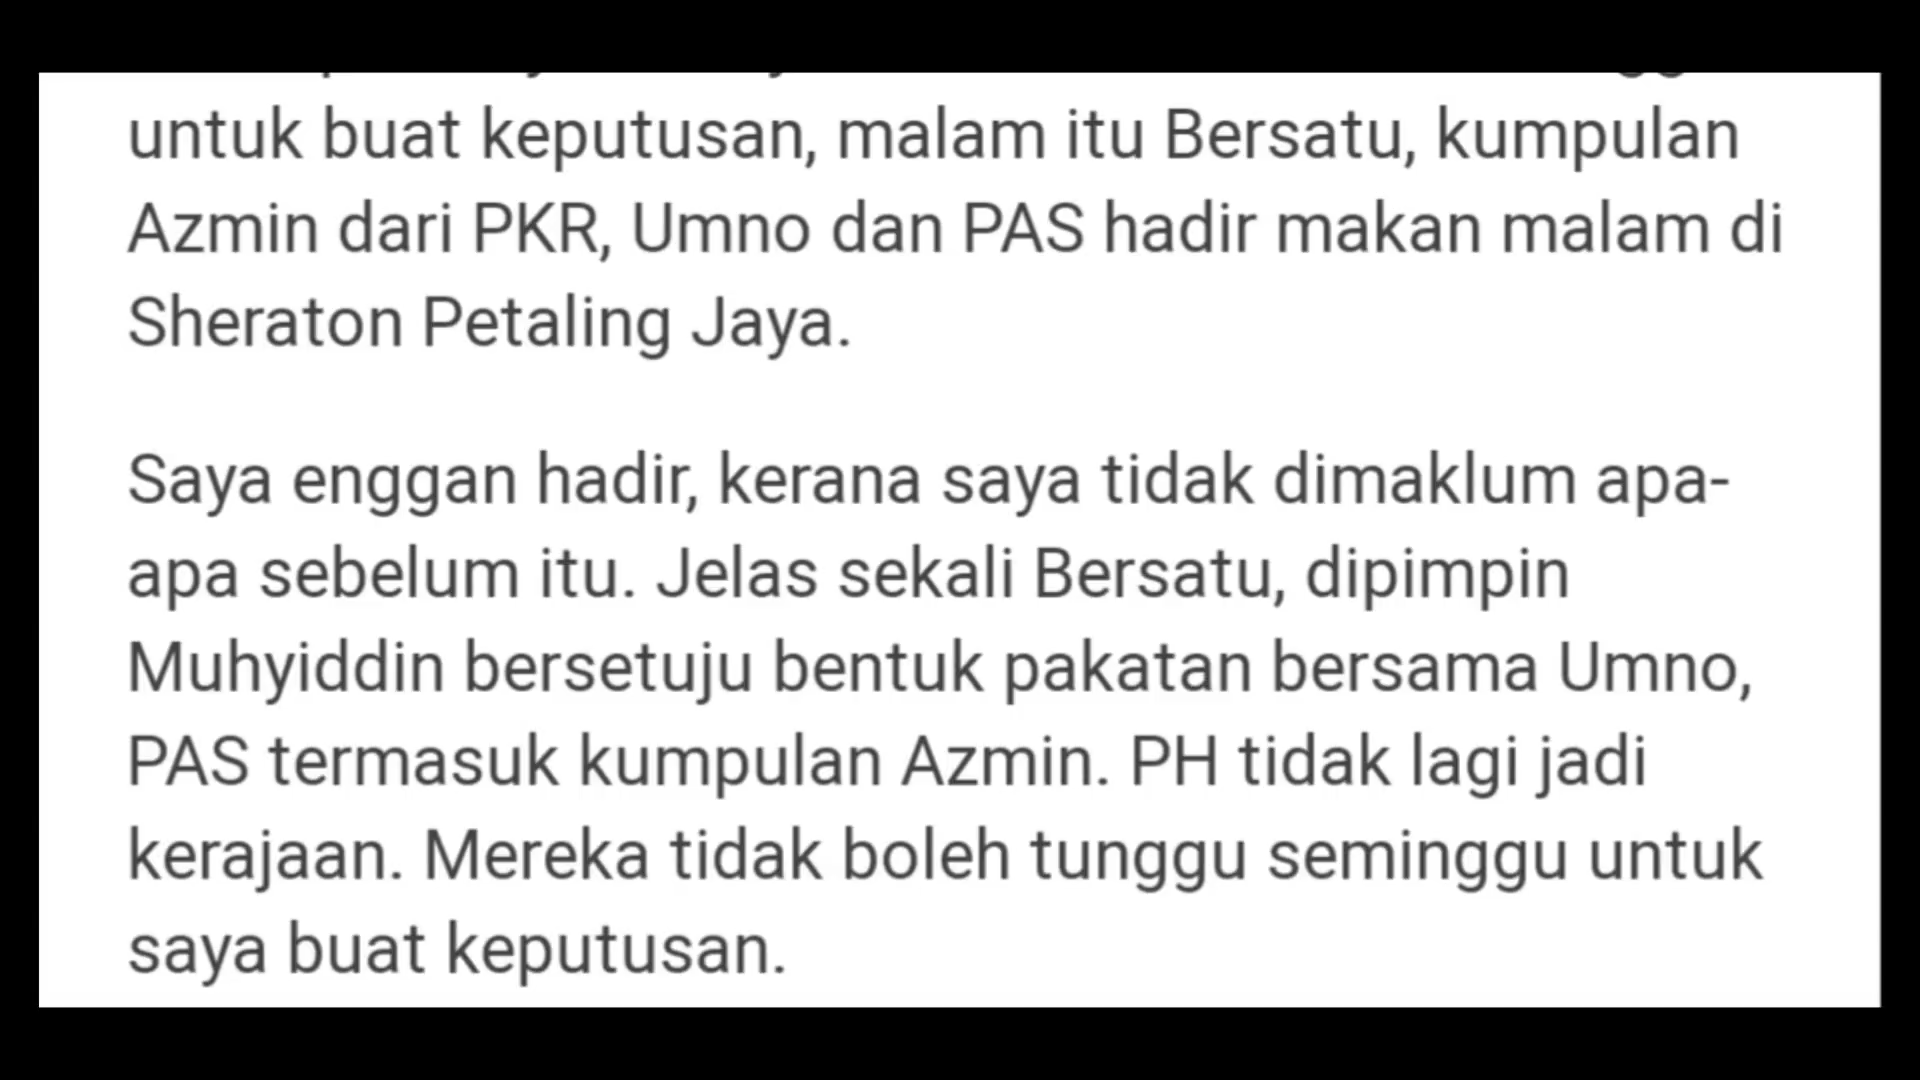 untuk buat keputusan, malam itu Bersatu, kumpulan
Azmin dari PKR, Umno dan PAS hadir makan malam di
Sheraton Petaling Jaya.
Saya enggan hadir, kerana saya tidak dimaklum apa-
apa sebelum itu. Jelas sekali Bersatu, dipimpin
Muhyiddin bersetuju bentuk pakatan bersama Umno,
PAS termasuk kumpulan Azmin. PH tidak lagi jadi
kerajaan. Mereka tidak boleh tunggu seminggu untuk
saya buat keputusan.